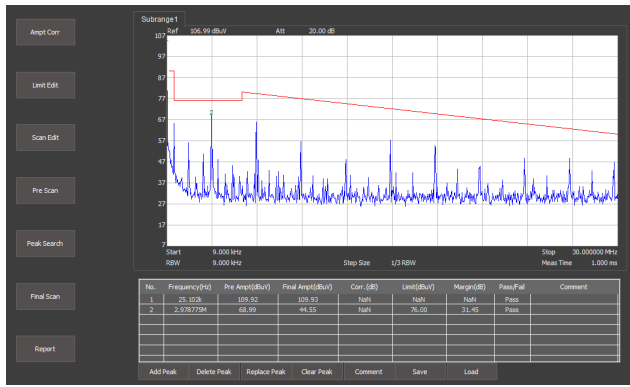 Subrange1
Ampt Corr
Limit Edit
Scan Edit
Pre Scan
Peak Search
Final Scan
Report
Ref 106.99 dBuV Att 20.00 dB
107
97
87
77
67
57
47
37
27
17
7
2
Start 9.000 kHz Stop 30.000000 MHz
RBW 9.000 kHz Step Size 1/3 RBW Meas Time 1.000 ms
No. Frequency(Hz) Pre Ampt(dBuV) Final Ampt(dBuV) Corr.(dB) Limit(dBuV) Margin(dB) Pass/Fail Comment
1 25.102k 109.92 109.93 NaN NaN NaN Pass
2 2.978775M 68.99 44.55 NaN 76.00 31.45 Pass
Add Peak Delete Peak Replace Peak Clear Peak Comment Save Load